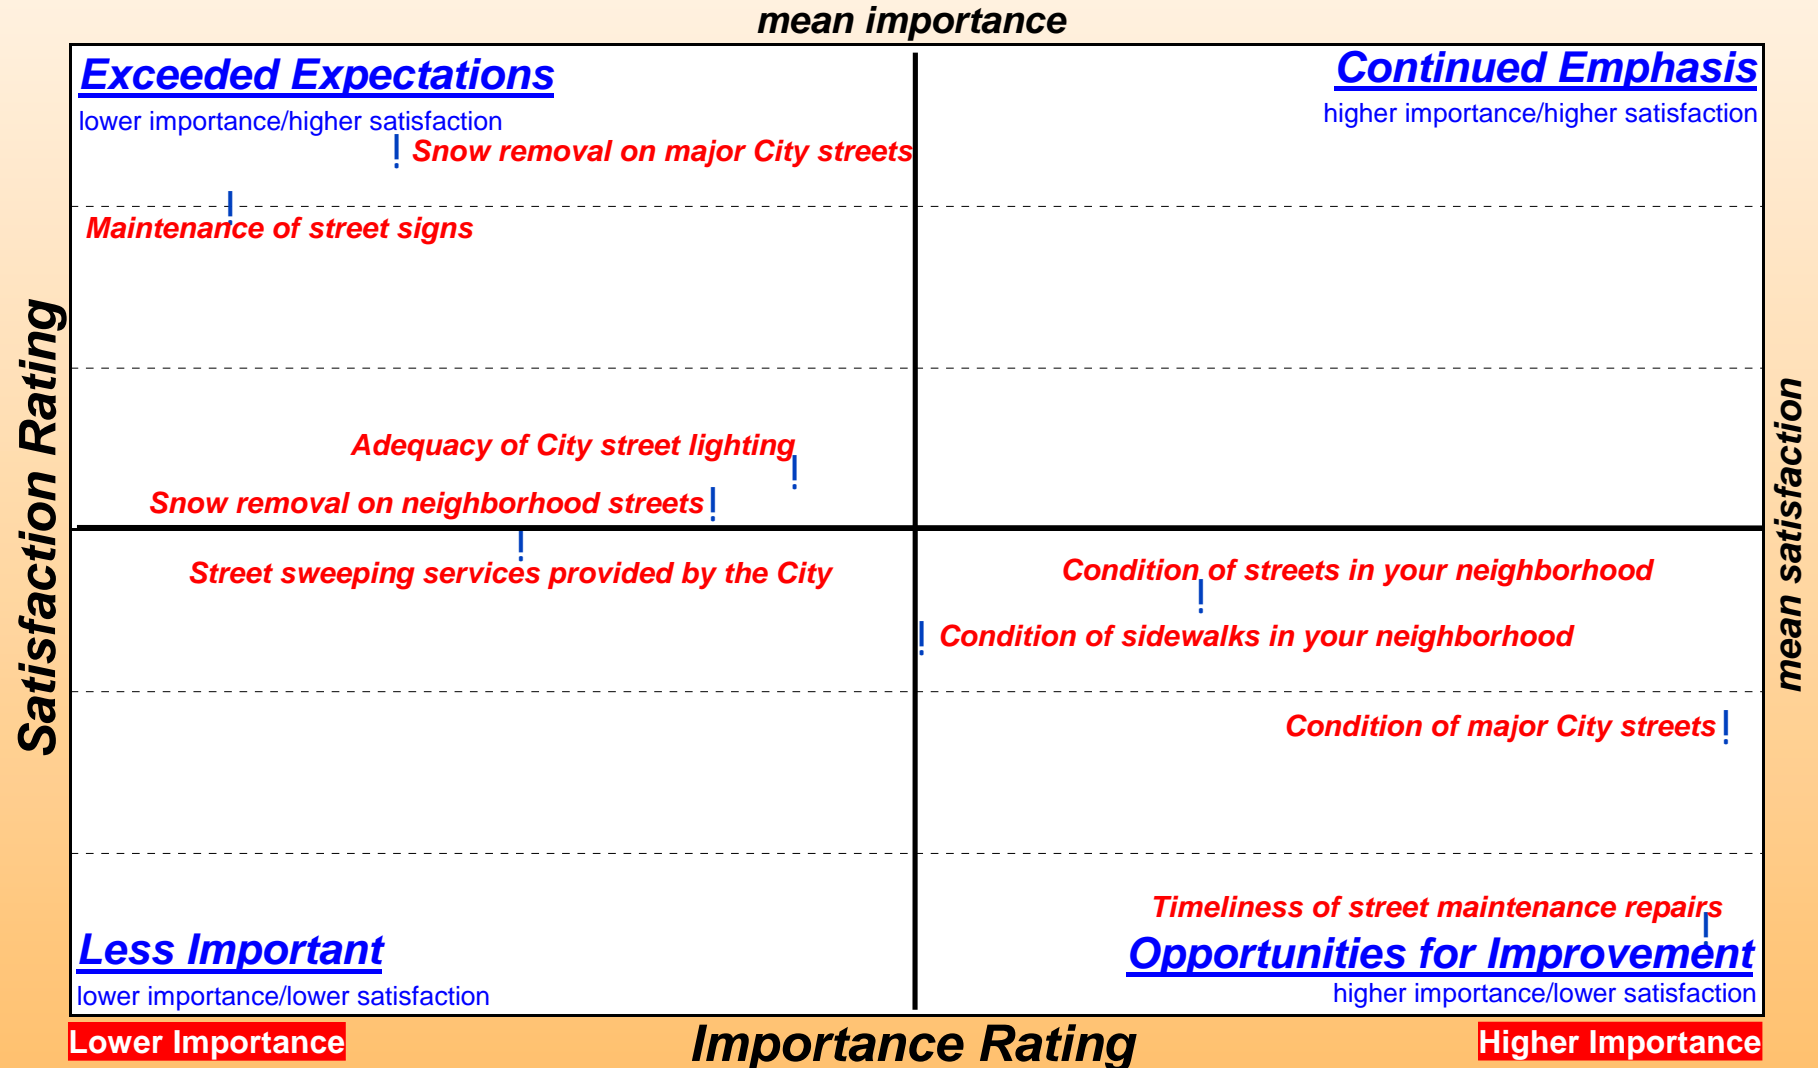 mean importance
Exceeded Expectations
lower importance/higher satisfaction
Continued Emphasis
higher importance/higher satisfaction
Snow removal on major City streets
Maintenance of street signs
Satisfaction Rating
mean satisfaction
Adequacy of City street lighting
Snow removal on neighborhood streets
Street sweeping services provided by the City
Condition of streets in your neighborhood
Condition of sidewalks in your neighborhood
Condition of major City streets
Timeliness of street maintenance repairs
Less Important
lower importance/lower satisfaction
Opportunities for Improvement
higher importance/lower satisfaction
Lower Importance
Importance Rating
Higher Importance